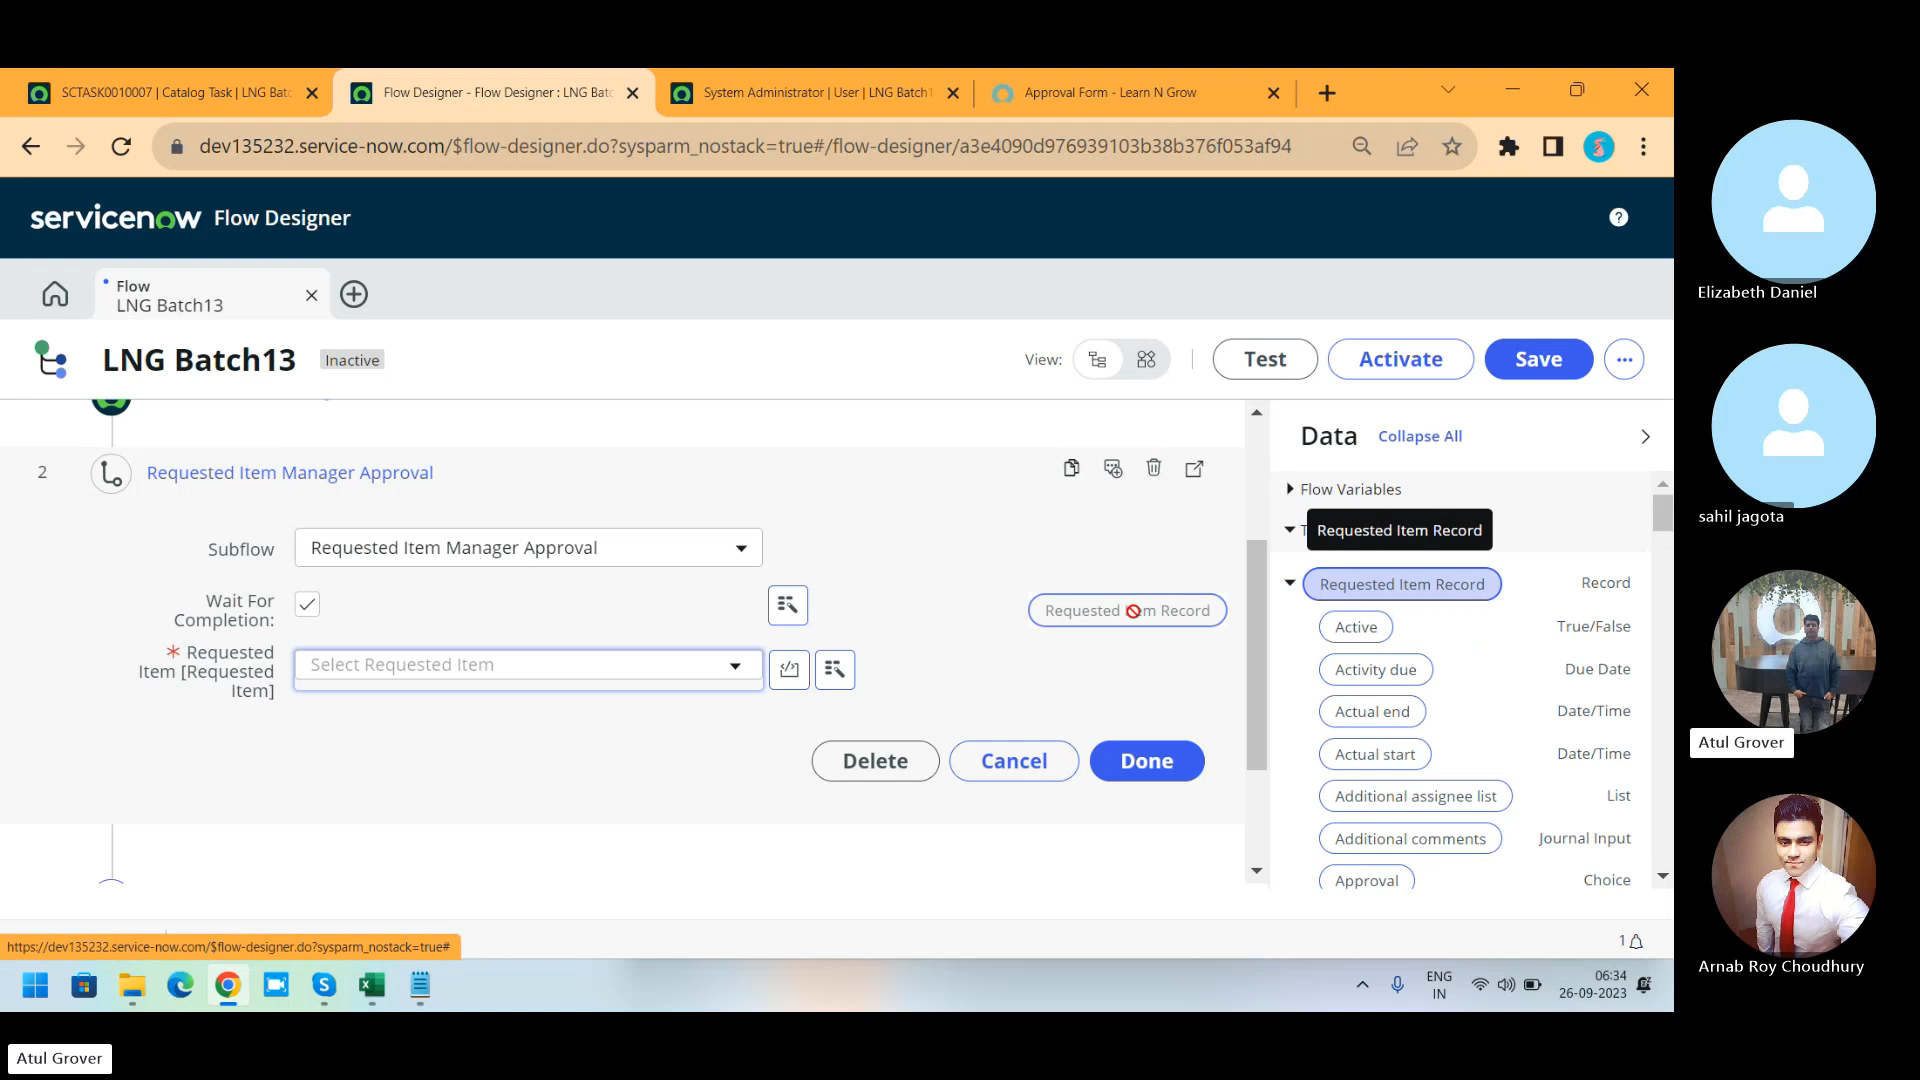 SCTASK0010007 | Catalog Task | LNG Batc
Flow Designer - Flow Designer : LNG Batc
System Administrator | User | LNG Batch1
Approval Form - Learn N Grow
dev135232.service-now.com/$flow-designer.do?sysparm_nostack=true#/flow-designer/a3e4090d976939103b38b376f053af94
servicenow Flow Designer
Flow
LNG Batch13
LNG Batch13
Inactive
View:
Test
Activate
Save
2
Requested Item Manager Approval
Subflow
Requested Item Manager Approval
Wait For
Completion:
* Requested
Item [Requested
Item]
Select Requested Item
Delete
Cancel
Done
Requested Item Record
Data
Collapse All
Flow Variables
T
Requested Item Record
Requested Item Record
Record
Active
True/False
Activity due
Due Date
Actual end
Date/Time
Actual start
Date/Time
Additional assignee list
List
Additional comments
Journal Input
Approval
Choice
https://dev135232.service-now.com/$flow-designer.do?sysparm_nostack=true#
1
ENG
IN
06:34
26-09-2023
Elizabeth Daniel
sahil jagota
Atul Grover
Arnab Roy Choudhury
Atul Grover